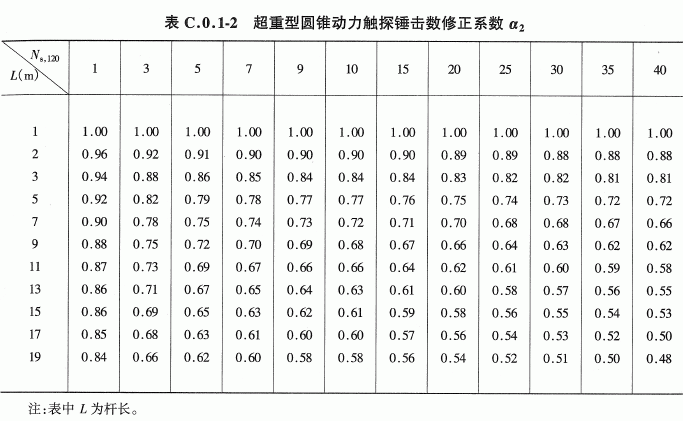 表 C.0.1-2 超重型圆锥动力触探锤击数修正系数 α₂
N s,120 1 3 5 7 9 10 15 20 25 30 35 40
L(m)
1 1.00 1.00 1.00 1.00 1.00 1.00 1.00 1.00 1.00 1.00 1.00 1.00
2 0.96 0.92 0.91 0.90 0.90 0.90 0.90 0.89 0.89 0.88 0.88 0.88
3 0.94 0.88 0.86 0.85 0.84 0.84 0.84 0.83 0.82 0.82 0.81 0.81
5 0.92 0.82 0.79 0.78 0.77 0.77 0.76 0.75 0.74 0.73 0.72 0.72
7 0.90 0.78 0.75 0.74 0.73 0.72 0.71 0.70 0.68 0.68 0.67 0.66
9 0.88 0.75 0.72 0.70 0.69 0.68 0.67 0.66 0.64 0.63 0.62 0.62
11 0.87 0.73 0.69 0.67 0.66 0.66 0.64 0.62 0.61 0.60 0.59 0.58
13 0.86 0.71 0.67 0.65 0.64 0.63 0.61 0.60 0.58 0.57 0.56 0.55
15 0.86 0.69 0.65 0.63 0.62 0.61 0.59 0.58 0.56 0.55 0.54 0.53
17 0.85 0.68 0.63 0.61 0.60 0.60 0.57 0.56 0.54 0.53 0.52 0.50
19 0.84 0.66 0.62 0.60 0.58 0.58 0.56 0.54 0.52 0.51 0.50 0.48
注:表中 L 为杆长。